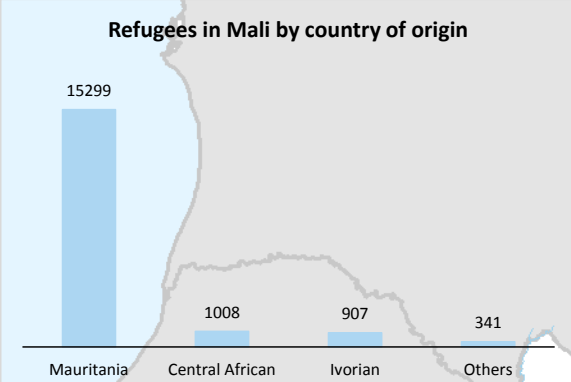 Refugees in Mali by country of origin
15299
1008
907
341
Mauritania
Central African
Ivorian
Others